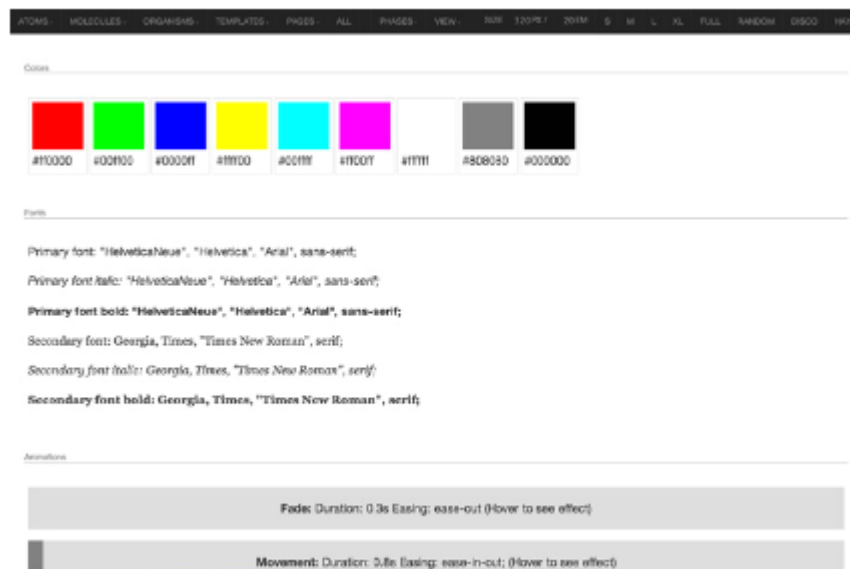 ATOMS MOLECULES ORGANISMS TEMPLATES PAGES ALL PHASES VIEW SIZE S M L XL FULL RANDOM DISCO
Colors
#ff0000 #00ff00 #0000ff #ffff00 #00ffff #ff00ff #ffffff #808080 #000000
Fonts
Primary font: "HelveticaNeue", "Helvetica", "Arial", sans-serif;
Primary font italic: "HelveticaNeue", "Helvetica", "Arial", sans-serif;
Primary font bold: "HelveticaNeue", "Helvetica", "Arial", sans-serif;
Secondary font: Georgia, Times, "Times New Roman", serif;
Secondary font italic: Georgia, Times, "Times New Roman", serif;
Secondary font bold: Georgia, Times, "Times New Roman", serif;
Animations
Fade: Duration: 0.3s Easing: ease-out (Hover to see effect)
Movement: Duration: 0.8s Easing: ease-in-out; (Hover to see effect)